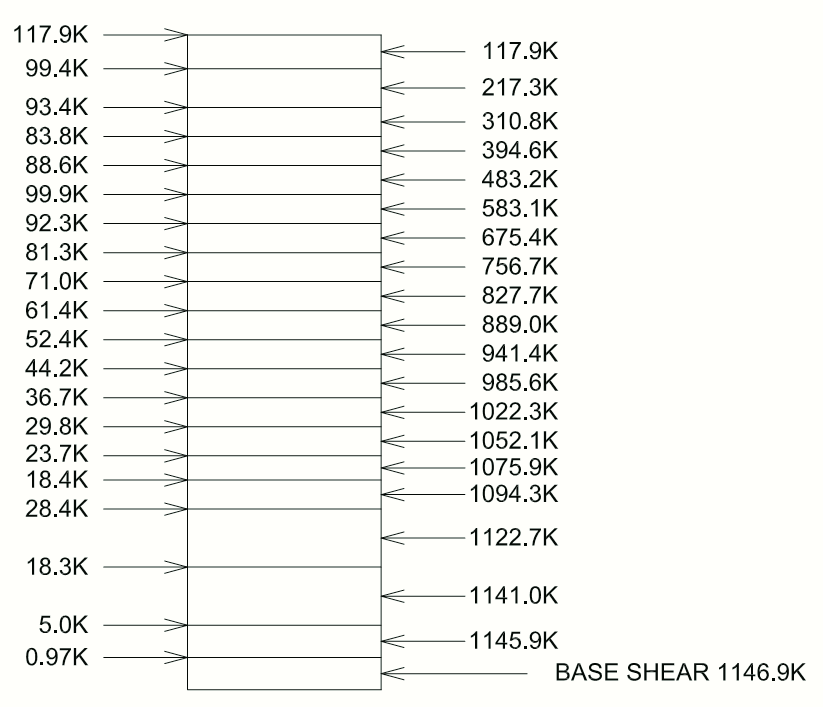 117.9K
117.9K
99.4K
217.3K
93.4K
310.8K
83.8K
394.6K
88.6K
483.2K
99.9K
583.1K
92.3K
675.4K
81.3K
756.7K
71.0K
827.7K
61.4K
889.0K
52.4K
941.4K
44.2K
985.6K
36.7K
1022.3K
29.8K
1052.1K
23.7K
1075.9K
18.4K
1094.3K
28.4K
1122.7K
18.3K
1141.0K
5.0K
1145.9K
0.97K
BASE SHEAR 1146.9K